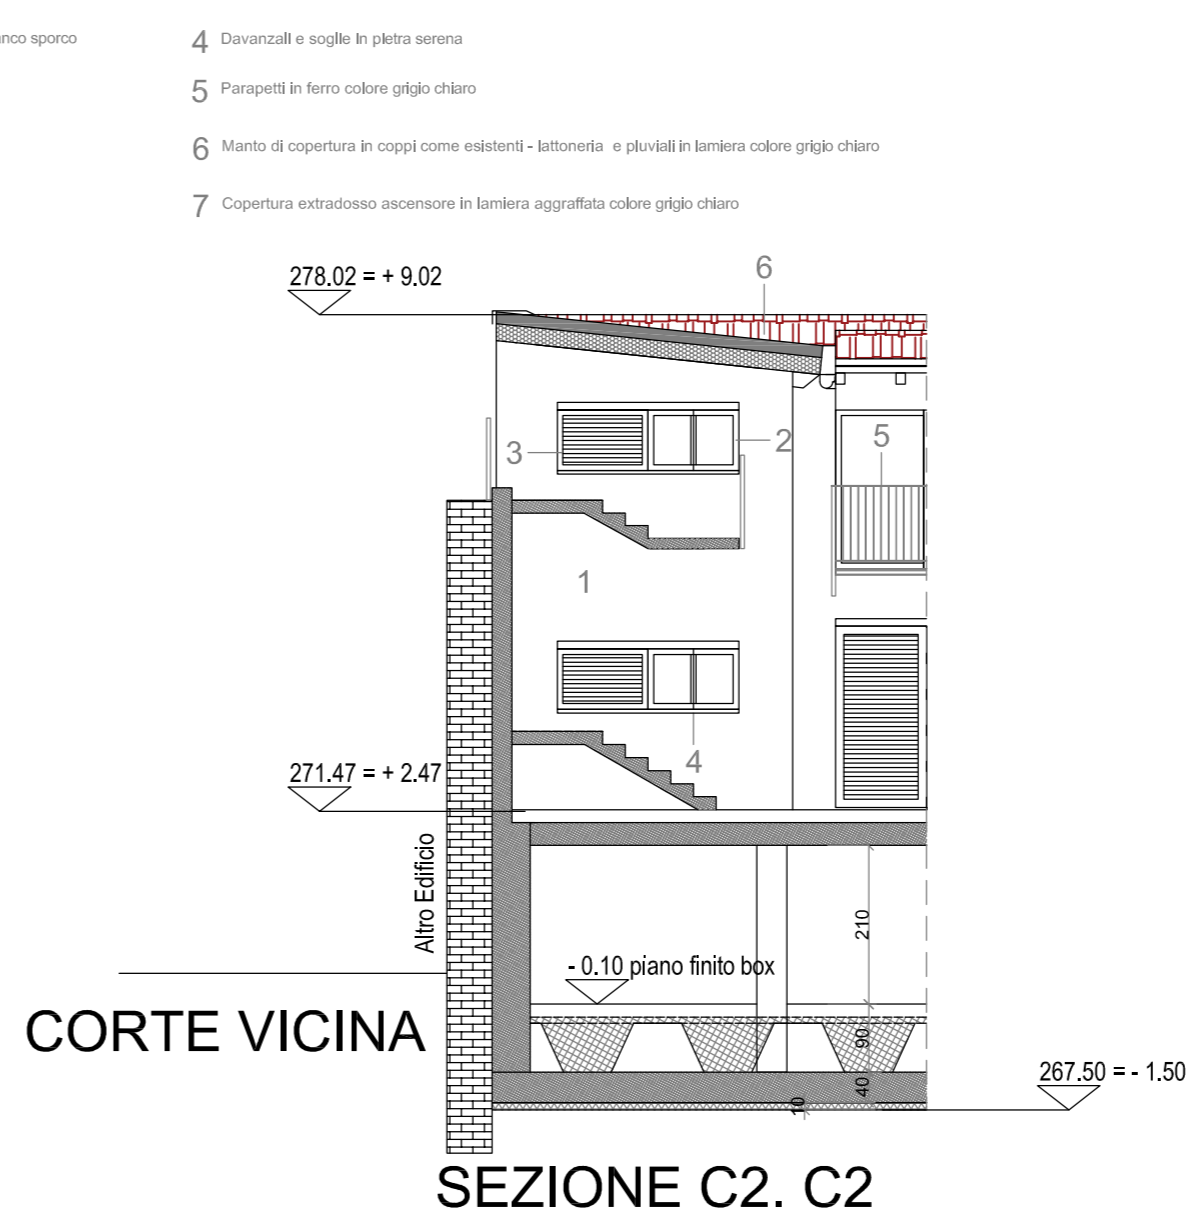 anco sporco
4 Davanzali e soglie in pietra serena
5 Parapetti in ferro colore grigio chiaro
6 Manto di copertura in coppi come esistenti - lattoneria e pluviali in lamiera colore grigio chiaro
7 Copertura extradosso ascensore in lamiera aggraffata colore grigio chiaro
278.02 = + 9.02
6
3
2
5
1
4
271.47 = + 2.47
Altro Edificio
210
- 0.10 piano finito box
CORTE VICINA
90
40
10
267.50 = - 1.50
SEZIONE C2. C2